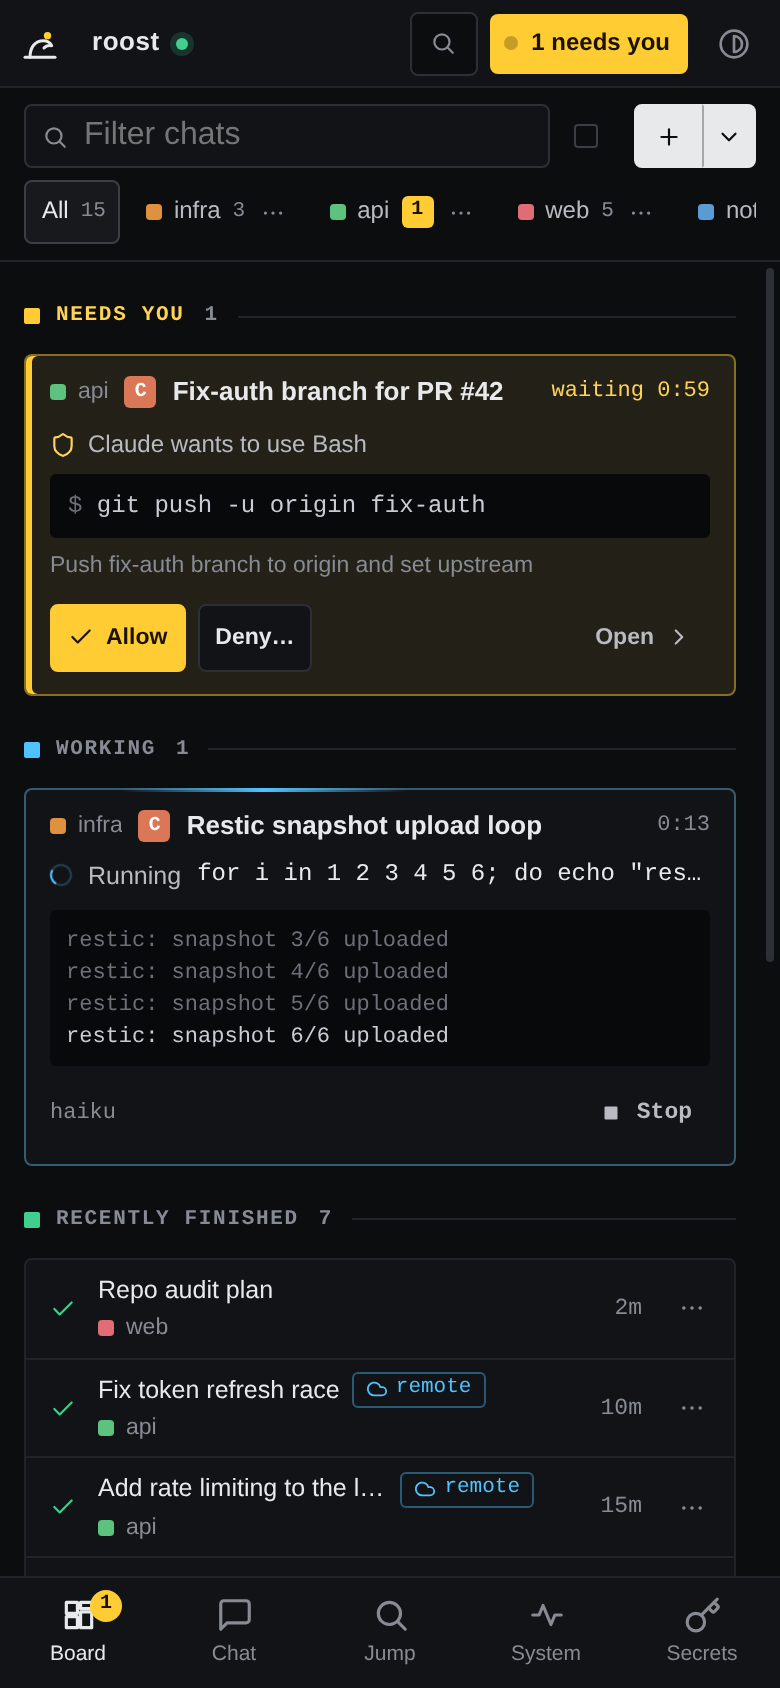 roost
1 needs you
Filter chats
All 15 infra 3 ... api 1 ... web 5 ... not
NEEDS YOU 1
api C Fix-auth branch for PR #42 waiting 0:59
Claude wants to use Bash
$ git push -u origin fix-auth
Push fix-auth branch to origin and set upstream
Allow Deny… Open
WORKING 1
infra C Restic snapshot upload loop 0:13
Running for i in 1 2 3 4 5 6; do echo "res…
restic: snapshot 3/6 uploaded
restic: snapshot 4/6 uploaded
restic: snapshot 5/6 uploaded
restic: snapshot 6/6 uploaded
haiku Stop
RECENTLY FINISHED 7
Repo audit plan 2m
web
Fix token refresh race remote 10m
api
Add rate limiting to the l… remote 15m
api
1
Board Chat Jump System Secrets